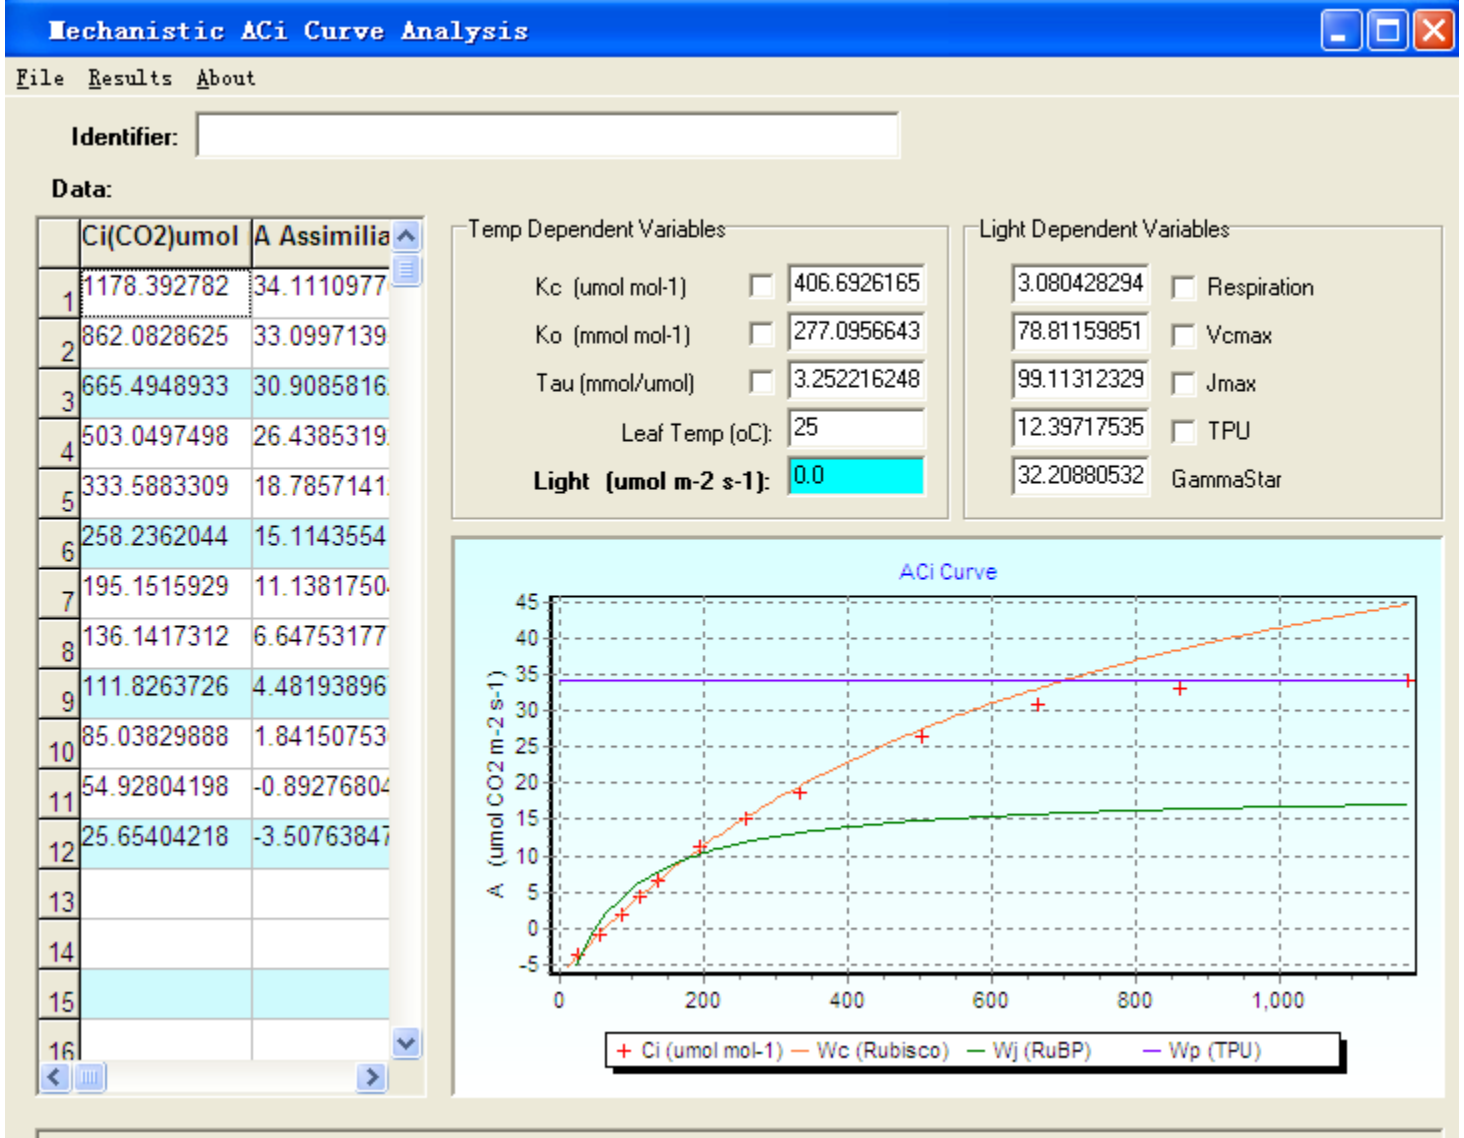 Mechanistic ACi Curve Analysis
File Results About
Identifier:
Data:
Ci(CO2)umol A Assimilia
1 1178.392782 34.1110977
2 862.0828625 33.0997139
3 665.4948933 30.9085816
4 503.0497498 26.4385319
5 333.5883309 18.7857141
6 258.2362044 15.1143554
7 195.1515929 11.1381750
8 136.1417312 6.64753177
9 111.8263726 4.48193896
10 85.03829888 1.84150753
11 54.92804198 -0.89276804
12 25.65404218 -3.50763847
13
14
15
16
Temp Dependent Variables
Kc (umol mol-1) 406.6926165
Ko (mmol mol-1) 277.0956643
Tau (mmol/umol) 3.252216248
Leaf Temp (oC): 25
Light (umol m-2 s-1): 0.0
Light Dependent Variables
3.080428294 Respiration
78.81159851 Vcmax
99.11312329 Jmax
12.39717535 TPU
32.20880532 GammaStar
ACi Curve
A (umol CO2 m-2 s-1)
45
40
35
30
25
20
15
10
5
0
-5
0 200 400 600 800 1,000
Ci (umol mol-1) Wc (Rubisco) Wj (RuBP) Wp (TPU)